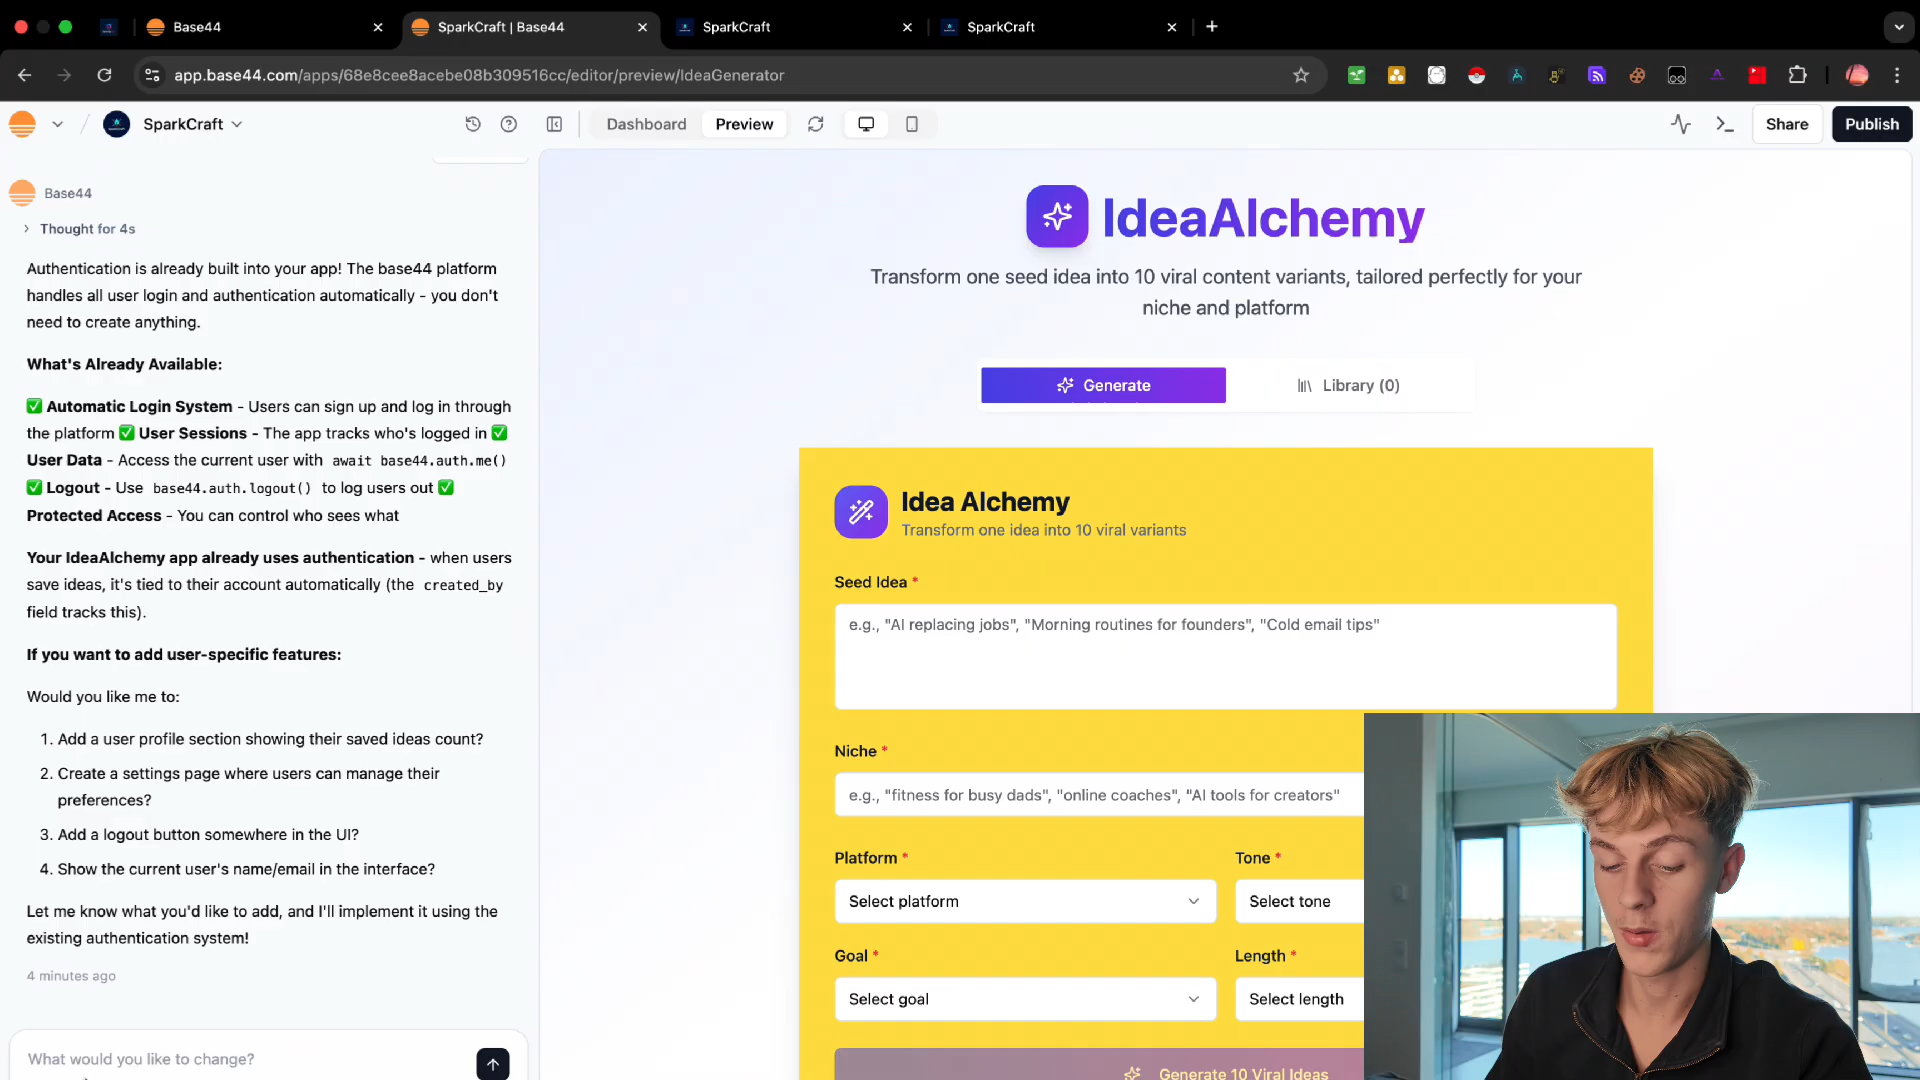 Base44
SparkCraft | Base44
SparkCraft
SparkCraft
app.base44.com/apps/68e8cee8acebe08b309516cc/editor/preview/IdeaGenerator
SparkCraft
Dashboard
Preview
Share
Publish
Base44
Thought for 4s
Authentication is already built into your app! The base44 platform
handles all user login and authentication automatically - you don't
need to create anything.
What's Already Available:
✅ Automatic Login System - Users can sign up and log in through
the platform ✅ User Sessions - The app tracks who's logged in ✅
User Data - Access the current user with await base44.auth.me()
✅ Logout - Use base44.auth.logout() to log users out ✅
Protected Access - You can control who sees what
Your IdeaAlchemy app already uses authentication - when users
save ideas, it's tied to their account automatically (the created_by
field tracks this).
If you want to add user-specific features:
Would you like me to:
1. Add a user profile section showing their saved ideas count?
2. Create a settings page where users can manage their
preferences?
3. Add a logout button somewhere in the UI?
4. Show the current user's name/email in the interface?
Let me know what you'd like to add, and I'll implement it using the
existing authentication system!
4 minutes ago
What would you like to change?
IdeaAlchemy
Transform one seed idea into 10 viral content variants, tailored perfectly for your
niche and platform
Generate
Library (0)
Idea Alchemy
Transform one idea into 10 viral variants
Seed Idea *
e.g., "AI replacing jobs", "Morning routines for founders", "Cold email tips"
Niche *
e.g., "fitness for busy dads", "online coaches", "AI tools for creators"
Platform *
Tone *
Select platform
Select tone
Goal *
Length *
Select goal
Select length
Generate 10 Viral Ideas